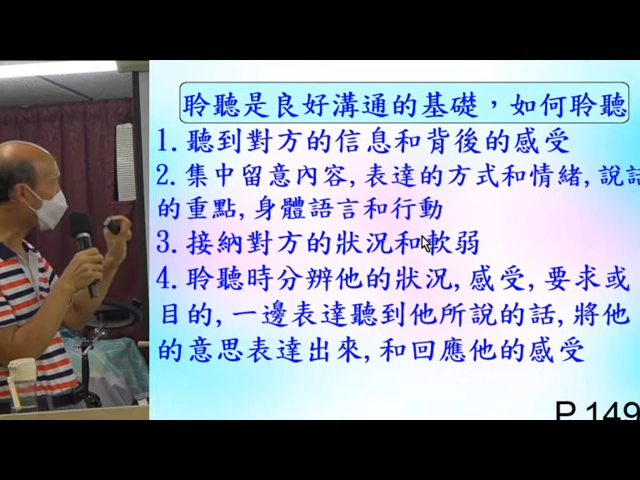 聆聽是良好溝通的基礎，如何聆聽
1. 聽到對方的信息和背後的感受
2. 集中留意內容, 表達的方式和情緒, 說話
的重點, 身體語言和行動
3. 接納對方的狀況和軟弱
4. 聆聽時分辨他的狀況, 感受, 要求或
目的, 一邊表達聽到他所說的話, 將他
的意思表達出來, 和回應他的感受
P.149